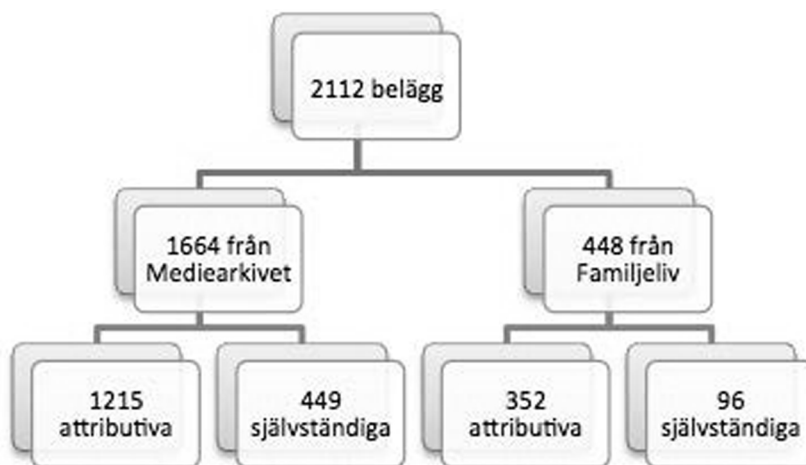 2112 belägg
1664 från
Mediearkivet
448 från
Familjeliv
1215
attributiva
449
självständiga
352
attributiva
96
självständiga